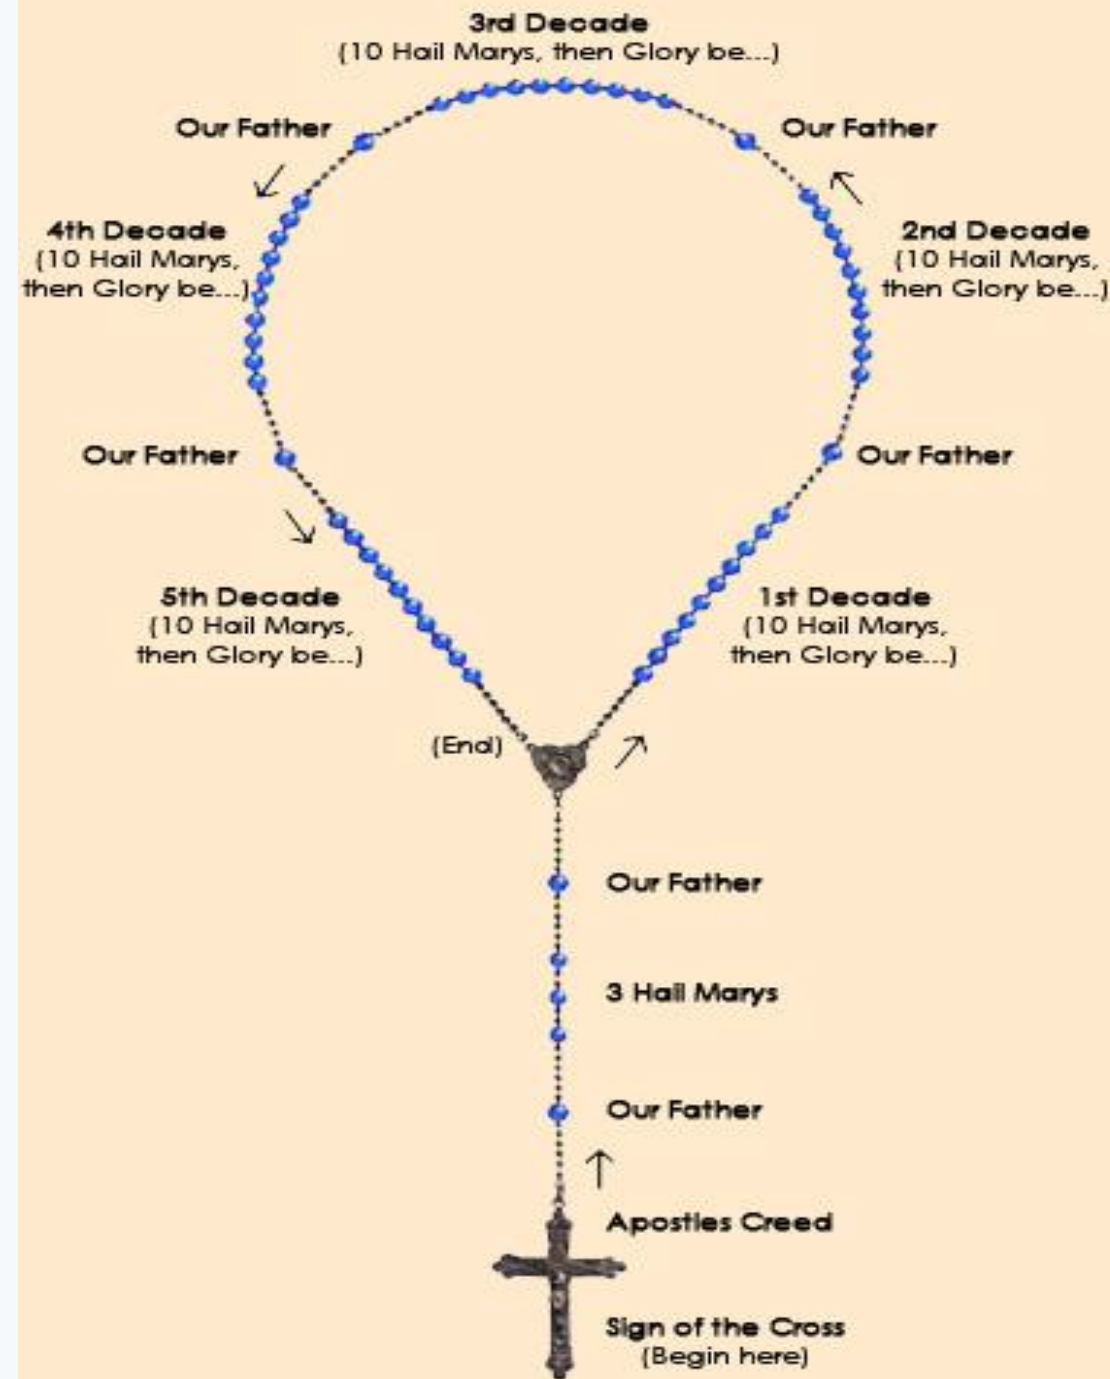 3rd Decade
(10 Hail Marys, then Glory be...)
Our Father
Our Father
4th Decade
(10 Hail Marys,
then Glory be...)
2nd Decade
(10 Hail Marys,
then Glory be...)
Our Father
Our Father
5th Decade
(10 Hail Marys,
then Glory be...)
1st Decade
(10 Hail Marys,
then Glory be...)
(End)
Our Father
3 Hail Marys
Our Father
Apostles Creed
Sign of the Cross
(Begin here)